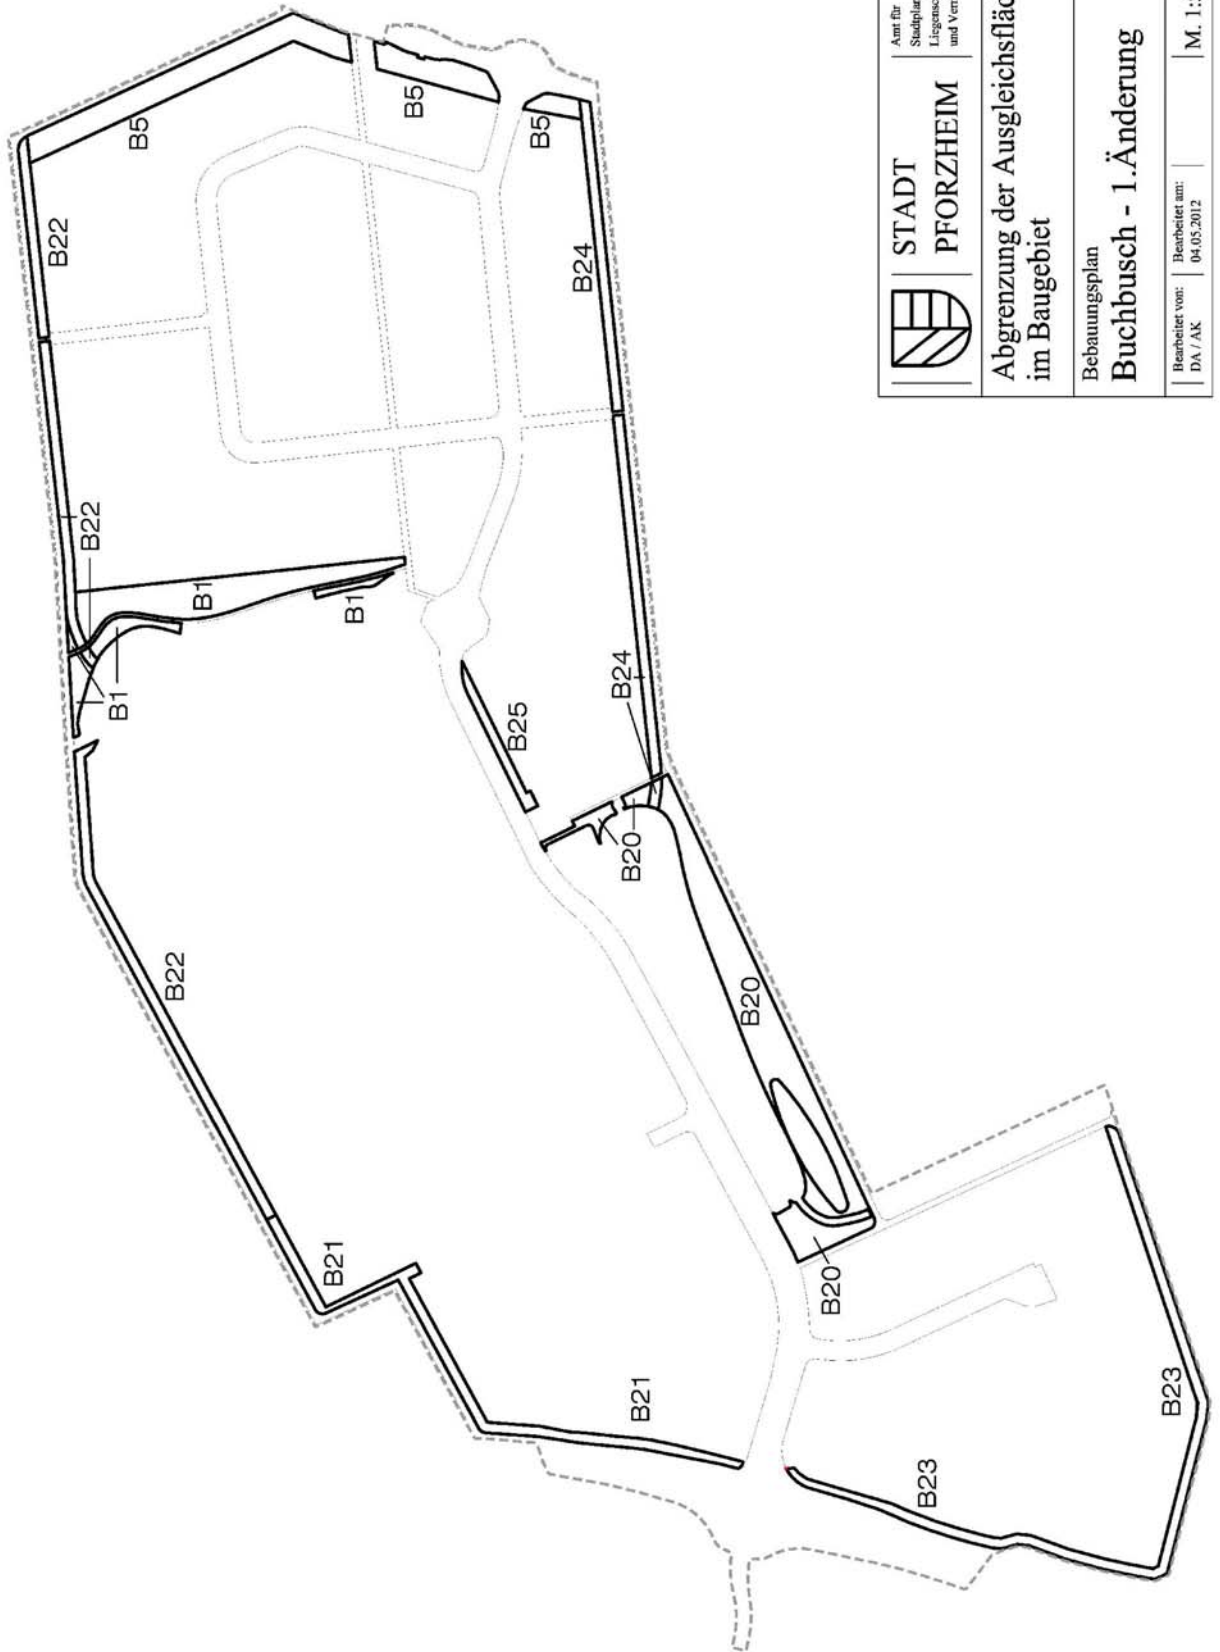 B5
B5
B5
B22
B24
B22
B1
B1
B1
B24
B25
B20
B22
B20
B21
B20
B21
B23
B23
STADT
PFORZHEIM
Amt für
und
Abgrenzung der
im Baugebiet
Bebauungsplan
Buchbusch - 1.Änderung
Bearbeitet von:
DA / AK
Bearbeitet am:
04.05.2012
M. 1: